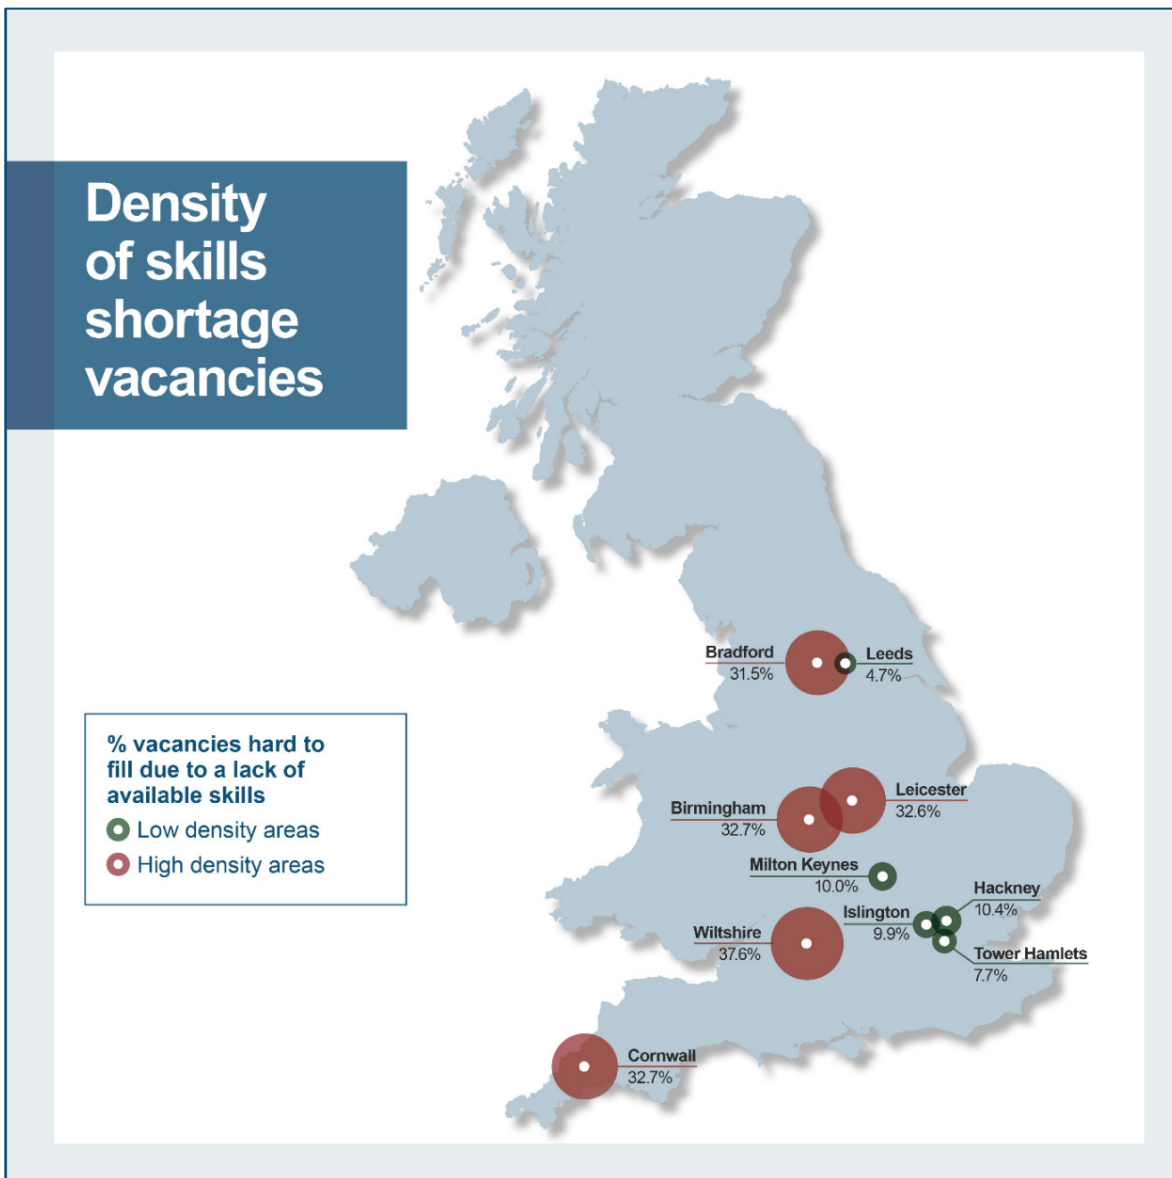 Density
of skills
shortage
vacancies
Bradford
31.5%
Leeds
4.7%
% vacancies hard to
fill due to a lack of
available skills
Low density areas
High density areas
Leicester
32.6%
Birmingham
32.7%
Milton Keynes
10.0%
Hackney
10.4%
Islington
9.9%
Wiltshire
37.6%
Tower Hamlets
7.7%
Cornwall
32.7%